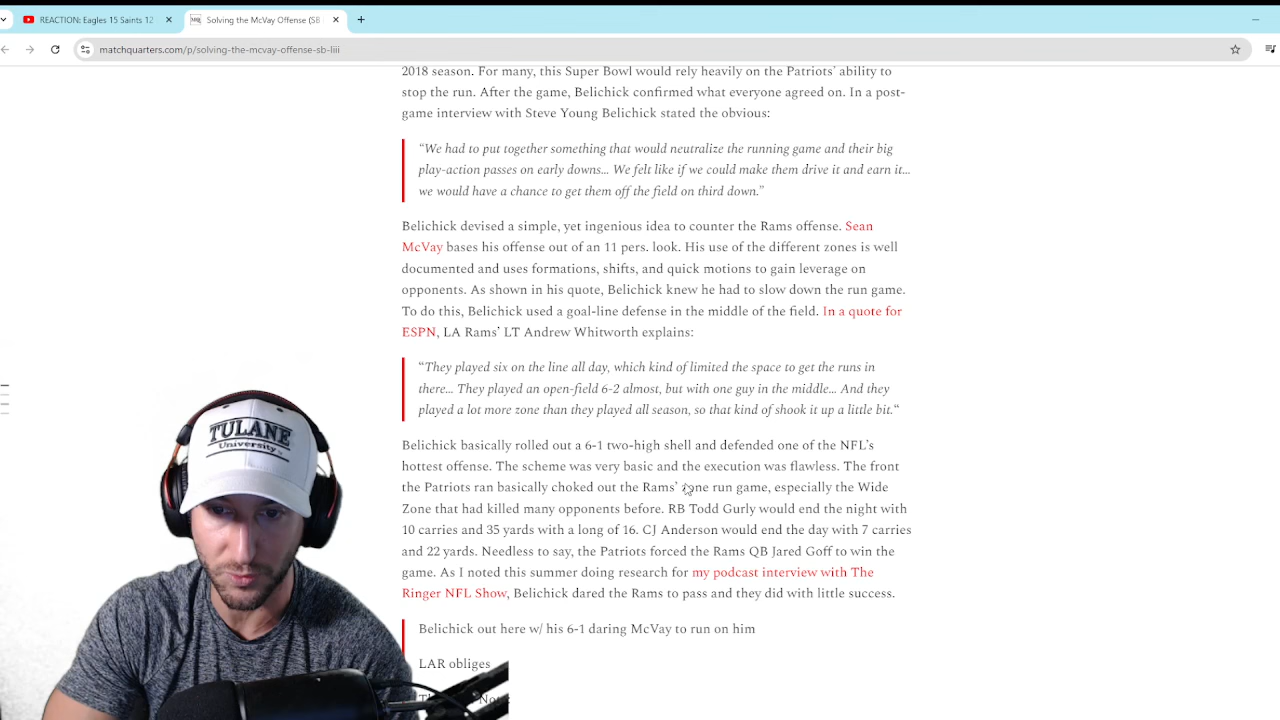 REACTION: Eagles 15 Saints 12
Solving the McVay Offense (SB
matchquarters.com/p/solving-the-mcvay-offense-sb-liii
2018 season. For many, this Super Bowl would rely heavily on the Patriots' ability to
stop the run. After the game, Belichick confirmed what everyone agreed on. In a post-
game interview with Steve Young Belichick stated the obvious:
“We had to put together something that would neutralize the running game and their big
play-action passes on early downs… We felt like if we could make them drive it and earn it…
we would have a chance to get them off the field on third down.”
Belichick devised a simple, yet ingenious idea to counter the Rams offense. Sean
McVay bases his offense out of an 11 pers. look. His use of the different zones is well
documented and uses formations, shifts, and quick motions to gain leverage on
opponents. As shown in his quote, Belichick knew he had to slow down the run game.
To do this, Belichick used a goal-line defense in the middle of the field. In a quote for
ESPN, LA Rams' LT Andrew Whitworth explains:
“They played six on the line all day, which kind of limited the space to get the runs in
there… They played an open-field 6-2 almost, but with one guy in the middle… And they
played a lot more zone than they played all season, so that kind of shook it up a little bit.“
Belichick basically rolled out a 6-1 two-high shell and defended one of the NFL's
hottest offense. The scheme was very basic and the execution was flawless. The front
the Patriots ran basically choked out the Rams' zone run game, especially the Wide
Zone that had killed many opponents before. RB Todd Gurly would end the night with
10 carries and 35 yards with a long of 16. CJ Anderson would end the day with 7 carries
and 22 yards. Needless to say, the Patriots forced the Rams QB Jared Goff to win the
game. As I noted this summer doing research for my podcast interview with The
Ringer NFL Show, Belichick dared the Rams to pass and they did with little success.
Belichick out here w/ his 6-1 daring McVay to run on him
LAR obliges
TULANE
University